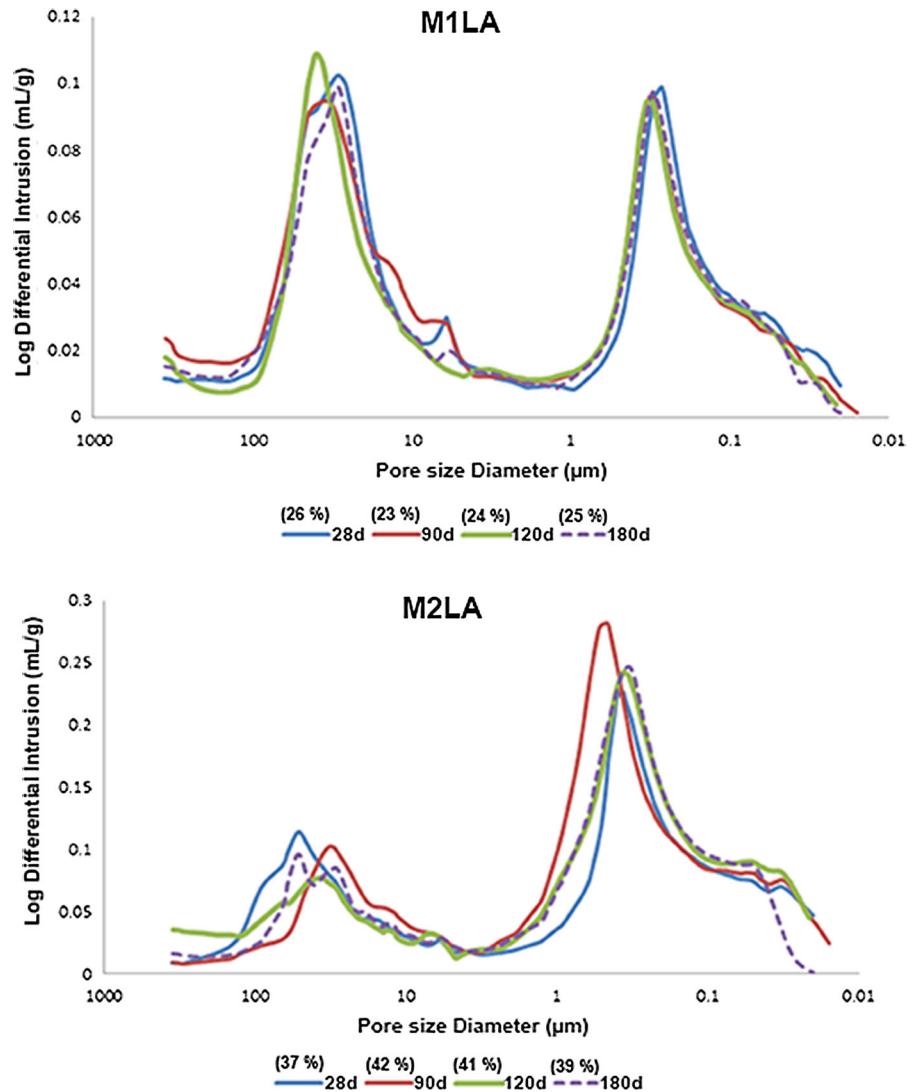 M1LA
Log Differential Intrusion (mL/g)
0.12
0.1
0.08
0.06
0.04
0.02
0
1000 100 10 1 0.1 0.01
Pore size Diameter (µm)
(26 %) (23 %) (24 %) (25 %)
28d 90d 120d 180d
M2LA
Log Differential Intrusion (mL/g)
0.3
0.25
0.2
0.15
0.1
0.05
0
1000 100 10 1 0.1 0.01
Pore size Diameter (µm)
(37 %) (42 %) (41 %) (39 %)
28d 90d 120d 180d